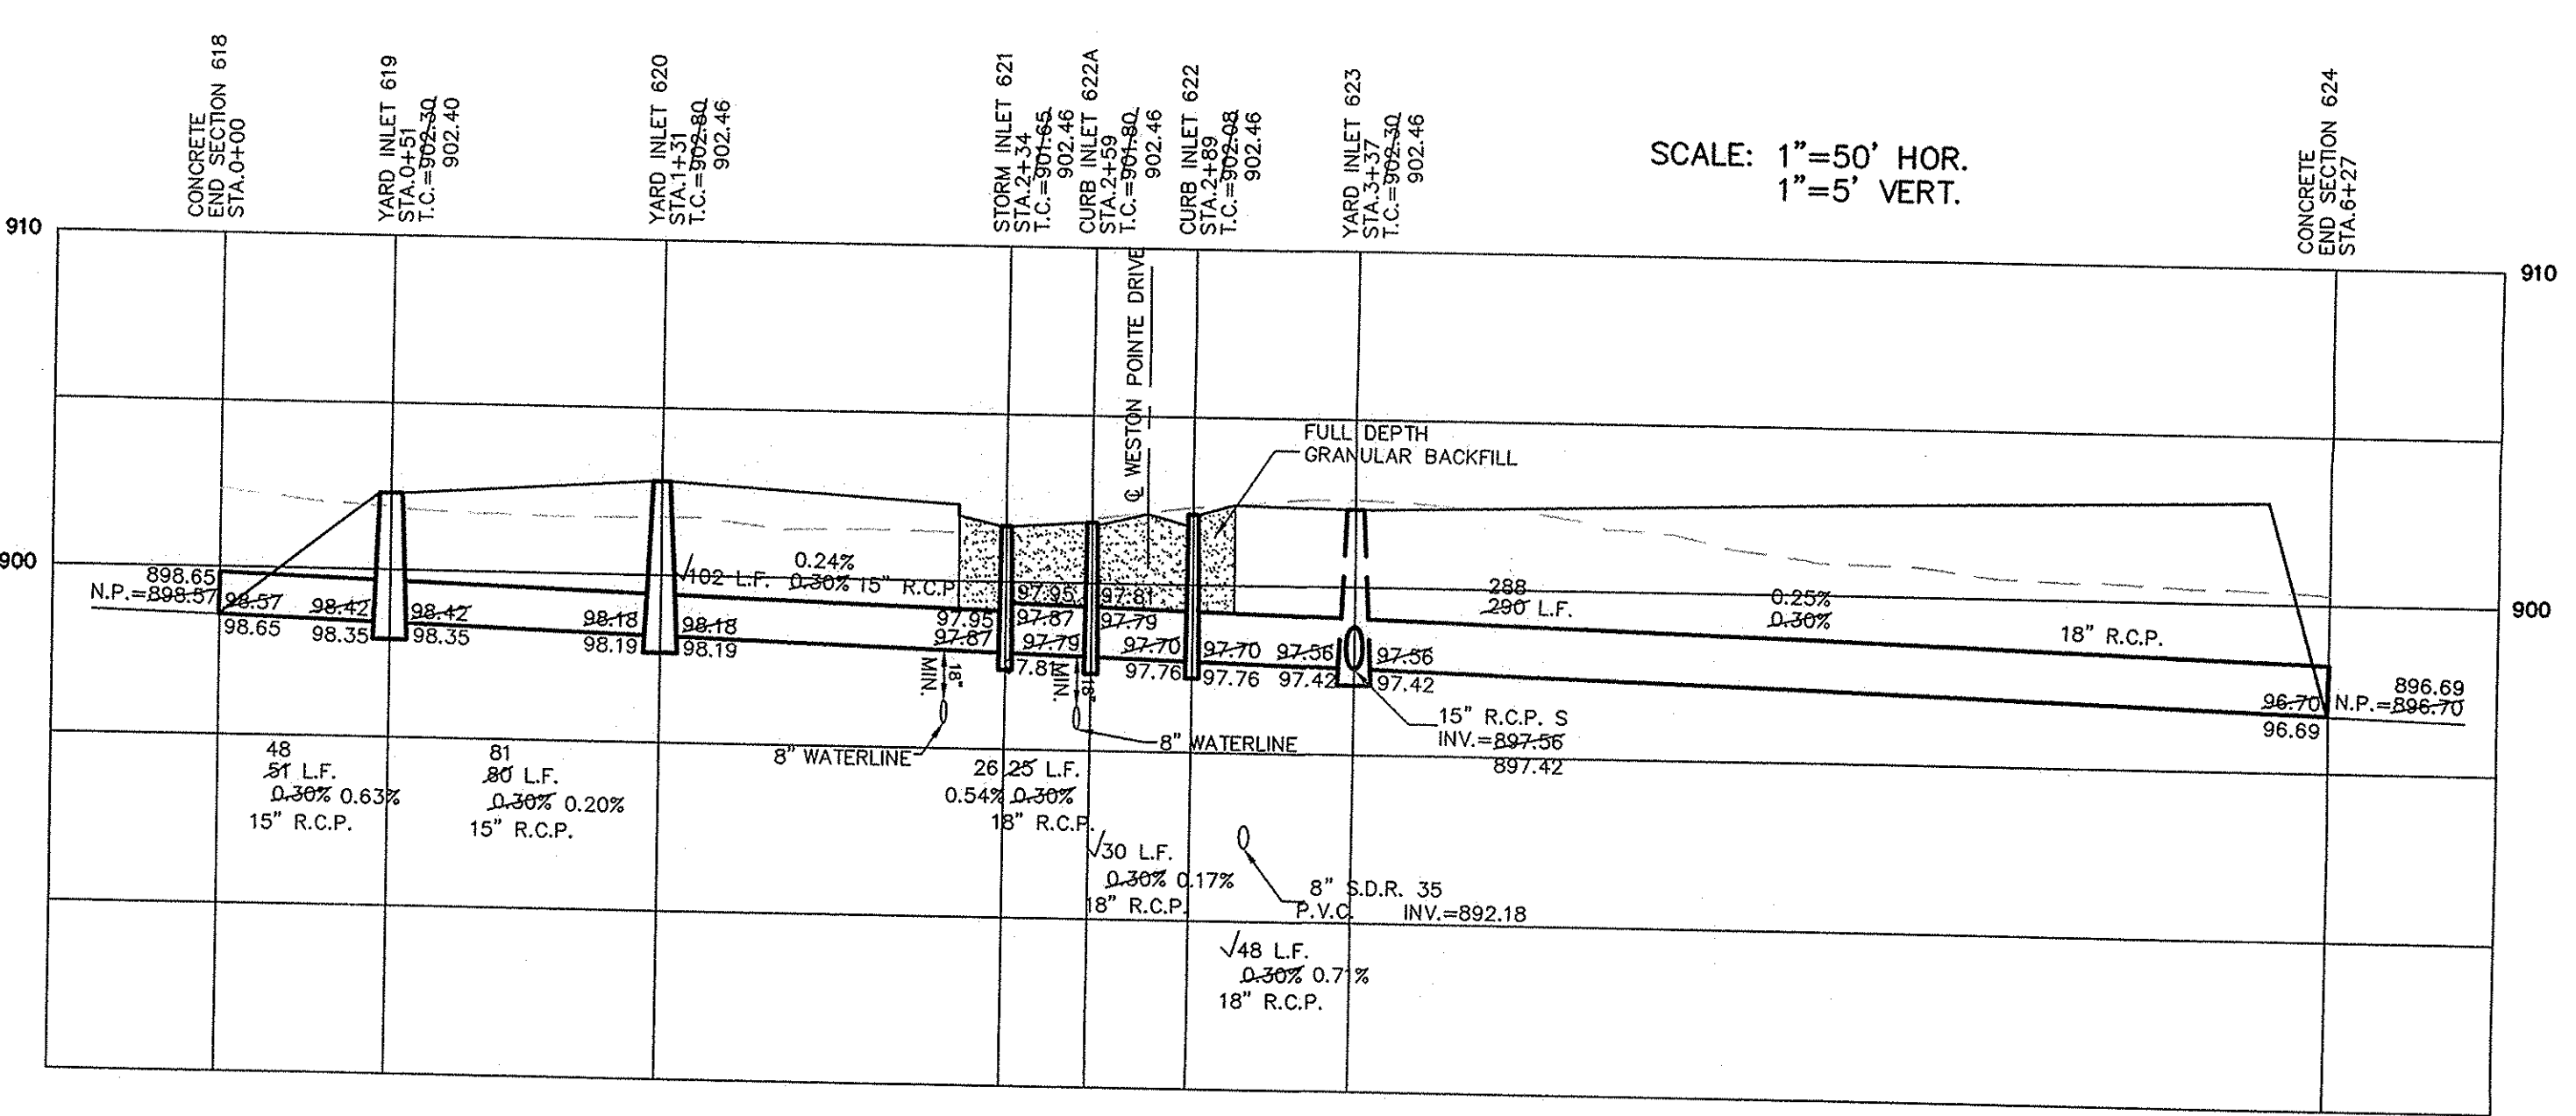 CONCRETE
END SECTION 618
STA.0+00
YARD INLET 619
STA.0+51
T.C.=902.30
902.40
YARD INLET 620
STA.1+31
T.C.=902.80
902.46
STORM INLET 621
STA.2+34
T.C.=901.65
902.46
CURB INLET 622A
STA.2+59
T.C.=901.80
902.46
CURB INLET 622
STA.2+89
T.C.=902.08
902.46
YARD INLET 623
STA.3+37
T.C.=902.30
902.46
CONCRETE
END SECTION 624
STA.6+27
SCALE: 1"=50' HOR.
1"=5' VERT.
910
910
℄ WESTON POINTE DRIVE
FULL DEPTH
GRANULAR BACKFILL
900
900
898.65
N.P.=898.57
98.57
98.65
98.42
98.35
98.42
98.35
98.18
98.19
98.18
98.19
√102 L.F.
0.24%
0.30% 15" R.C.P.
97.95
97.87
97.95
97.87
97.79
7.81
97.81
97.79
97.70
97.76
97.70
97.76
97.56
97.42
97.56
97.42
288
290 L.F.
0.25%
0.30%
18" R.C.P.
96.70
96.69
896.69
N.P.=896.70
18"
MIN.
18"
MIN.
8" WATERLINE
8" WATERLINE
15" R.C.P. S
INV.=897.56
897.42
48
51 L.F.
0.30% 0.63%
15" R.C.P.
81
80 L.F.
0.30% 0.20%
15" R.C.P.
26 25 L.F.
0.54% 0.30%
18" R.C.P.
√30 L.F.
0.30% 0.17%
18" R.C.P.
8" S.D.R. 35
P.V.C. INV.=892.18
√48 L.F.
0.30% 0.71%
18" R.C.P.